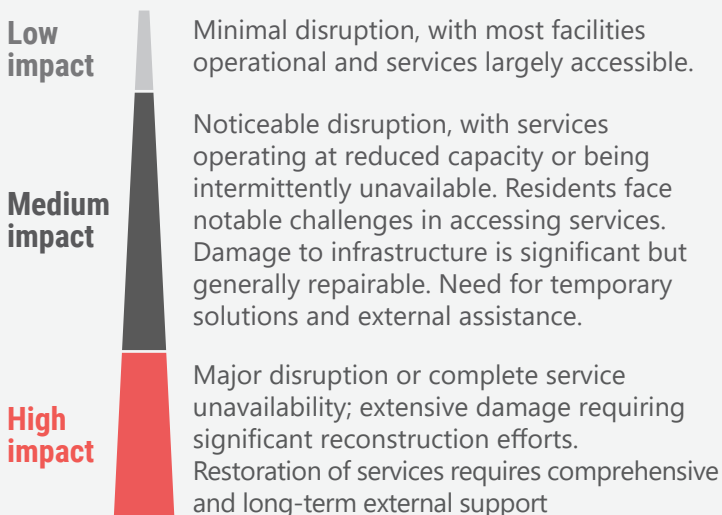 Low
impact
Minimal disruption, with most facilities
operational and services largely accessible.
Medium
impact
Noticeable disruption, with services
operating at reduced capacity or being
intermittently unavailable. Residents face
notable challenges in accessing services.
Damage to infrastructure is significant but
generally repairable. Need for temporary
solutions and external assistance.
High
impact
Major disruption or complete service
unavailability; extensive damage requiring
significant reconstruction efforts.
Restoration of services requires comprehensive
and long-term external support